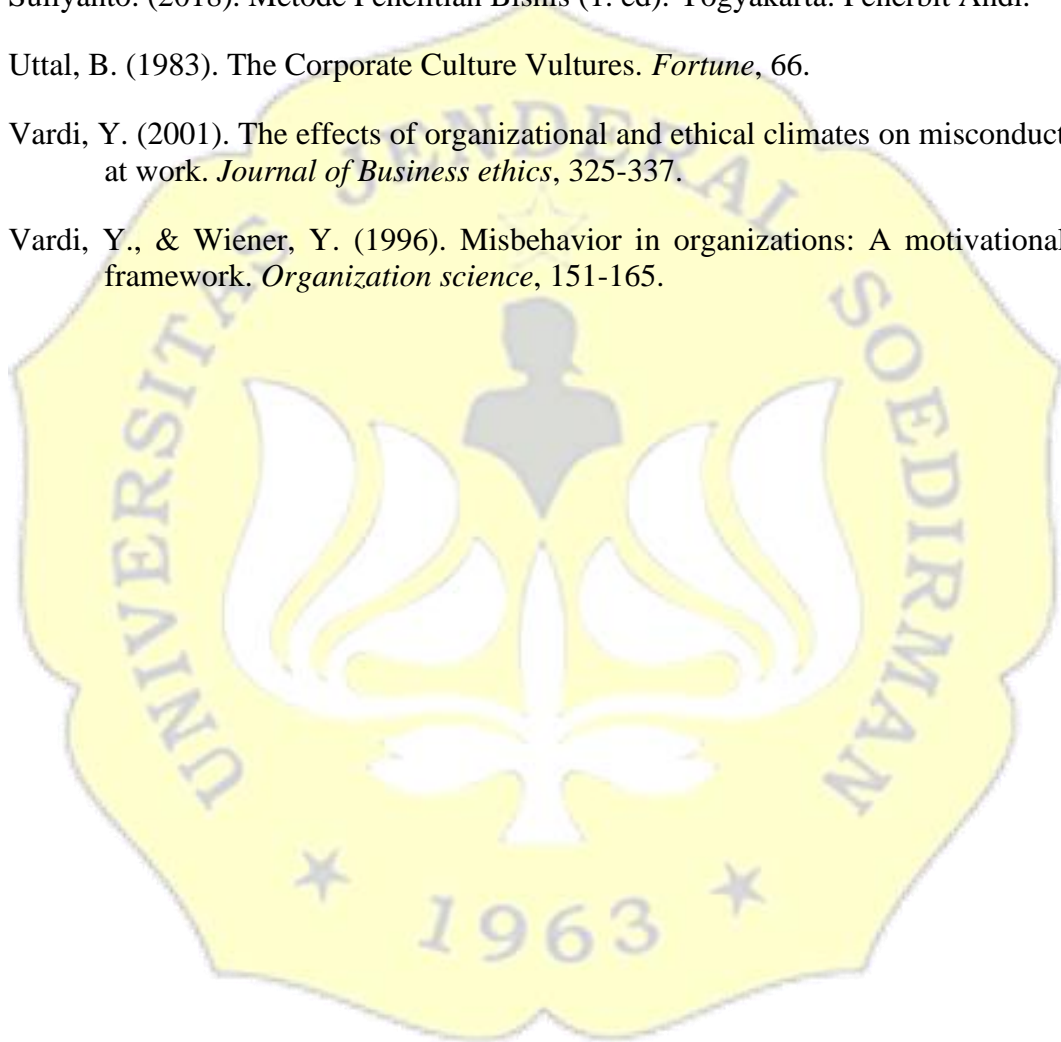 Suliyanto. (2018). Metode Penelitian Bisnis (1. ed). Yogyakarta: Penerbit Andi.
Uttal, B. (1983). The Corporate Culture Vultures. Fortune, 66.
Vardi, Y. (2001). The effects of organizational and ethical climates on misconduct
at work. Journal of Business ethics, 325-337.
Vardi, Y., & Wiener, Y. (1996). Misbehavior in organizations: A motivational
framework. Organization science, 151-165.
UNIVERSITAS JENDERAL SOEDIRMAN
1963